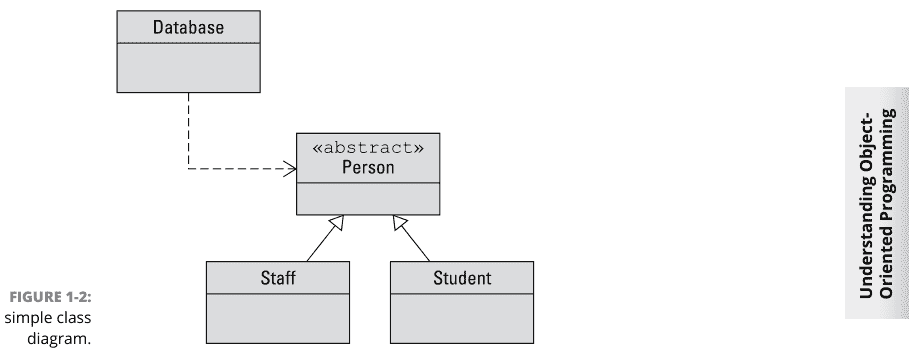 Database
«abstract»
Person
Staff
Student
FIGURE 1-2:
simple class
diagram.
Understanding Object-
Oriented Programming